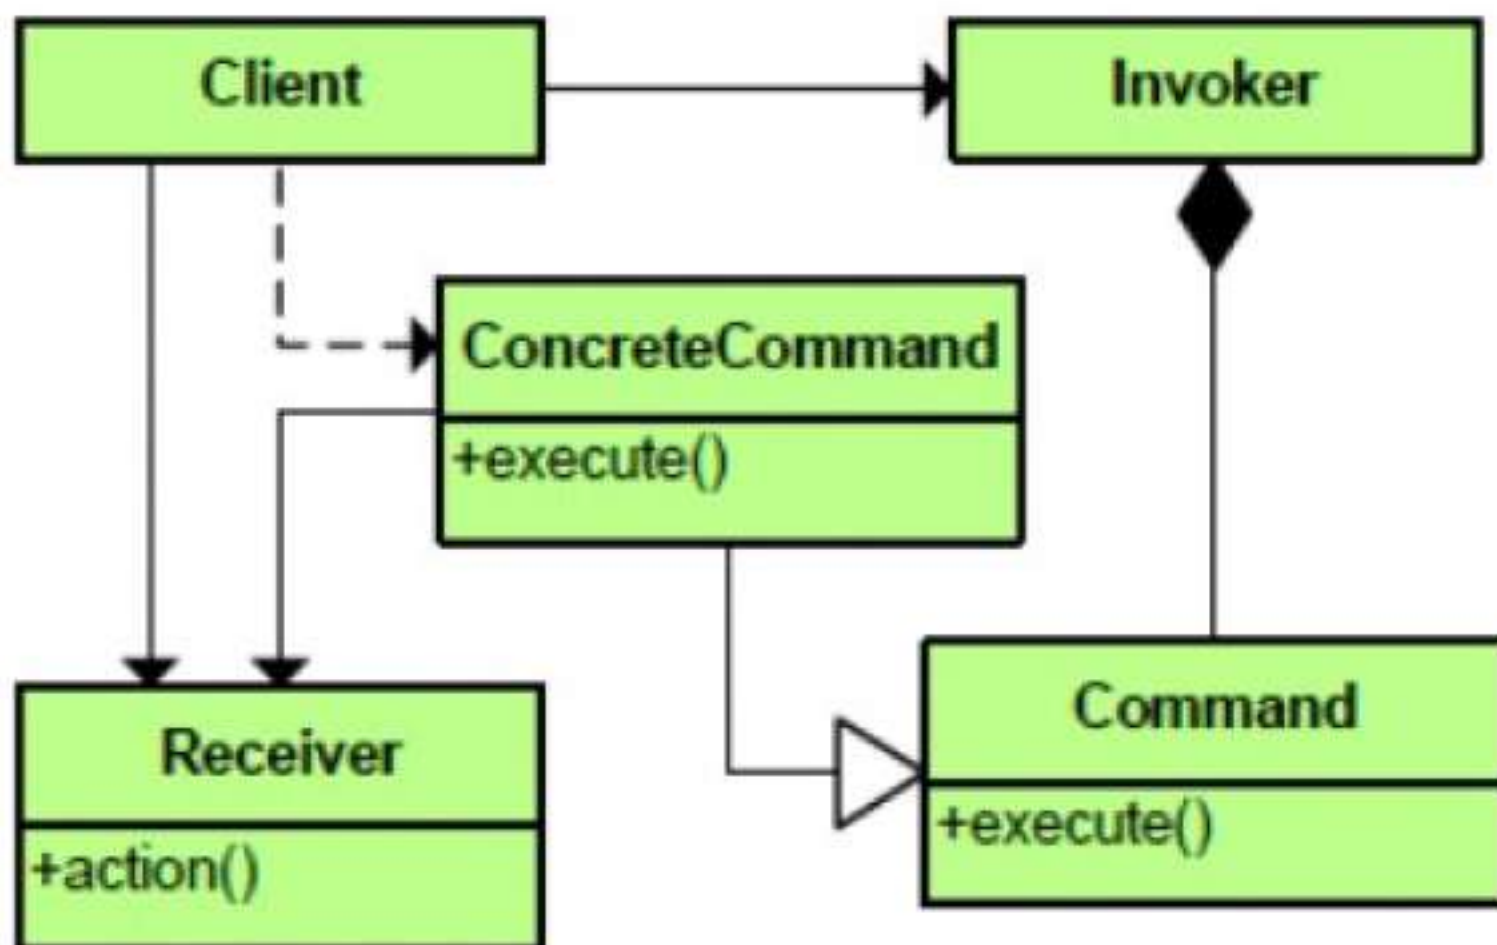 Client
Invoker
ConcreteCommand
+execute()
Receiver
+action()
Command
+execute()